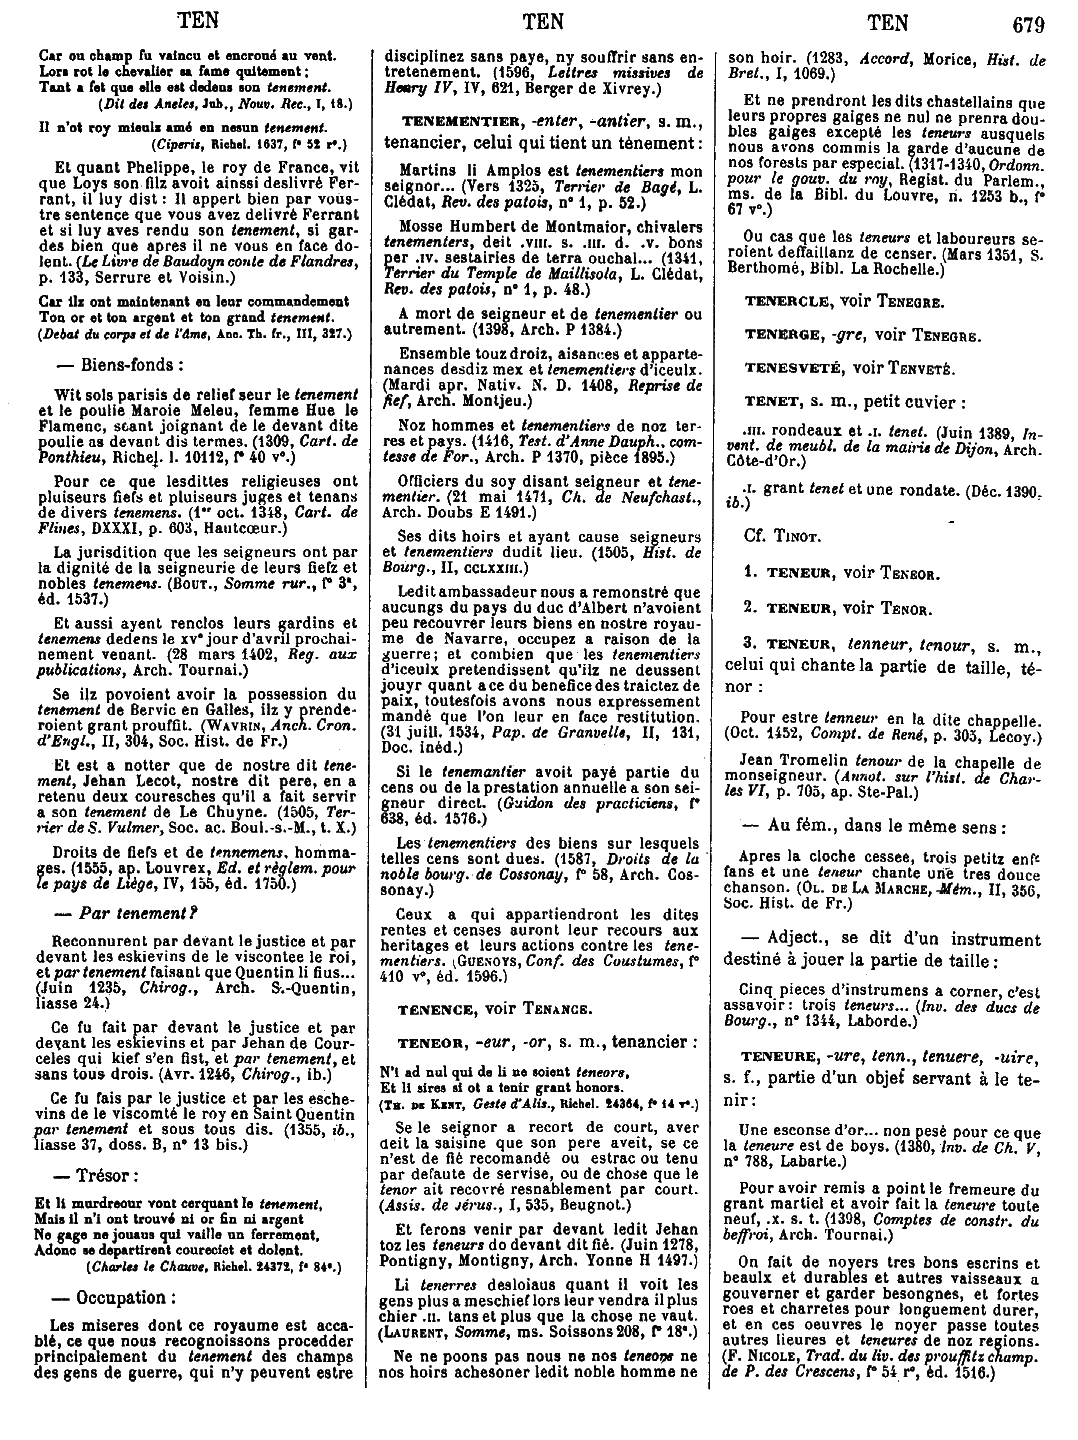 TEN
TEN
TEN
679
Car ou champ fu vaincu et encroué au vent.
Lors rot le chevalier sa fame quitement;
Tant a fet que elle est dedens son tenement.
(Dit des Aneles, Jub., Nouv. Rec., I, 18.)
Il n'ot roy mieulz amé en nesun tenement.
(Ciperis, Richel. 1637, f° 52 r°.)
Et quant Phelippe, le roy de France, vit
que Loys son filz avoit ainssi deslivré Fer-
rant, il luy dist : Il appert bien par vous-
tre sentence que vous avez delivré Ferrant
et si luy aves rendu son tenement, si gar-
des bien que apres il ne vous en face do-
lent. (Le Livre de Baudoyn conte de Flandres,
p. 133, Serrure et Voisin.)
Car ilz ont maintenant en leur commandement
Ton or et ton argent et ton grand tenement.
(Debat du corps et de l'âme, Anc. Th. fr., III, 327.)
— Biens-fonds :
Wit sols parisis de relief seur le tenement
et le poulie Maroie Meleu, femme Hue le
Flamenc, seant joignant de le devant dite
poulie as devant dis termes. (1309, Cart. de
Ponthieu, Richel. l. 10112, f° 40 v°.)
Pour ce que lesdittes religieuses ont
pluiseurs fiefs et pluiseurs juges et tenans
de divers tenemens. (1er oct. 1348, Cart. de
Flines, DXXXI, p. 603, Hautcœur.)
La jurisdition que les seigneurs ont par
la dignité de la seigneurie de leurs fiefz et
nobles tenemens. (BOUT., Somme rur., f° 3ª,
éd. 1537.)
Et aussi ayent renclos leurs gardins et
tenemens dedens le xv° jour d'avril prochai-
nement venant. (28 mars 1402, Reg. aux
publications, Arch. Tournai.)
Se ilz povoient avoir la possession du
tenement de Bervic en Galles, ilz y prende-
roient grant prouffit. (WAVRIN, Anch. Cron.
d'Engl., II, 304, Soc. Hist. de Fr.)
Et est a notter que de nostre dit tene-
ment, Jehan Lecot, nostre dit pere, en a
retenu deux couresches qu'il a fait servir
a son tenement de Le Chuyne. (1505, Ter-
rier de S. Vulmer, Soc. ac. Boul.-s.-M., t. X.)
Droits de fiefs et de tennemens, homma-
ges. (1555, ap. Louvrex, Ed. et règlem. pour
le pays de Liège, IV, 155, éd. 1750.)
— Par tenement?
Reconnurent par devant le justice et par
devant les eskievins de le viscontee le roi,
et par tenement faisant que Quentin li fius...
(Juin 1235, Chirog., Arch. S.-Quentin,
liasse 24.)
Ce fu fait par devant le justice et par
devant les eskievins et par Jehan de Cour-
celes qui kief s'en fist, et par tenement, et
sans tous drois. (Avr. 1246, Chirog., ib.)
Ce fu fais par le justice et par les esche-
vins de le viscomté le roy en Saint Quentin
par tenement et sous tous dis. (1355, ib.,
liasse 37, doss. B, n° 13 bis.)
— Trésor :
Et li murdreour vont cerquant le tenement,
Mais il n'i ont trouvé ni or fin ni argent
Ne gage ne jouaus qui vaille un ferrement,
Adonc se departirent courcciet et dolent.
(Charles le Chauve, Richel. 24372, f° 84ª.)
— Occupation :
Les miseres dont ce royaume est acca-
blé, ce que nous recognoissons procedder
principalement du tenement des champs
des gens de guerre, qui n'y peuvent estre
disciplinez sans paye, ny souffrir sans en-
tretenement. (1596, Lettres missives de
Henry IV, IV, 621, Berger de Xivrey.)
TENEMENTIER, -enter, -antier, s. m.,
tenancier, celui qui tient un tènement :
Martins li Amplos est tenementiers mon
seignor... (Vers 1325, Terrier de Bagé, L.
Clédat, Rev. des patois, n° 1, p. 52.)
Mosse Humbert de Montmaior, chivalers
tenementers, deit .VIII. s. .III. d. .V. bons
per .IV. sestairies de terra ouchal... (1341,
Terrier du Temple de Maillisola, L. Clédat,
Rev. des patois, n° 1, p. 48.)
A mort de seigneur et de tenementier ou
autrement. (1398, Arch. P 1384.)
Ensemble touz droiz, aisances et apparte-
nances desdiz mex et tenementiers d'iceulx.
(Mardi apr. Nativ. N. D. 1408, Reprise de
fief, Arch. Montjeu.)
Noz hommes et tenementiers de noz ter-
res et pays. (1416, Test. d'Anne Dauph., com-
tesse de For., Arch. P 1370, pièce 1895.)
Officiers du soy disant seigneur et tene-
mentier. (21 mai 1471, Ch. de Neufchast.,
Arch. Doubs E 1491.)
Ses dits hoirs et ayant cause seigneurs
et tenementiers dudit lieu. (1505, Hist. de
Bourg., II, CCLXXIII.)
Ledit ambassadeur nous a remonstré que
aucungs du pays du duc d'Albert n'avoient
peu recouvrer leurs biens en nostre royau-
me de Navarre, occupez a raison de la
guerre; et combien que les tenementiers
d'iceulx pretendissent qu'ilz ne deussent
jouyr quant a ce du benefice des traictez de
paix, toutesfois avons nous expressement
mandé que l'on leur en face restitution.
(31 juill. 1534, Pap. de Granvelle, II, 131,
Doc. inéd.)
Si le tenemantier avoit payé partie du
cens ou de la prestation annuelle a son sei-
gneur direct. (Guidon des practiciens, f°
638, éd. 1576.)
Les tenementiers des biens sur lesquels
telles cens sont dues. (1587, Droits de la
noble bourg. de Cossonay, f° 58, Arch. Cos-
sonay.)
Ceux a qui appartiendront les dites
rentes et censes auront leur recours aux
heritages et leurs actions contre les tene-
mentiers. (GUENOYS, Conf. des Coustumes, f°
410 v°, éd. 1596.)
TENENCE, voir TENANCE.
TENEOR, -eur, -or, s. m., tenancier :
N'i ad nul qui de li ne soient teneors,
Et li sires si ot a tenir grant honors.
(TH. DE KENT, Geste d'Alis., Richel. 24364, f° 14 r°.)
Se le seignor a recort de court, aver
deit la saisine que son pere aveit, se ce
n'est de fié recomandé ou estrac ou tenu
par defaute de servise, ou de chose que le
tenor ait recovré resnablement par court.
(Assis. de Jérus., I, 535, Beugnot.)
Et ferons venir par devant ledit Jehan
toz les teneurs do devant dit fié. (Juin 1278,
Pontigny, Montigny, Arch. Yonne H 1497.)
Li tenerres desloiaus quant il voit les
gens plus a meschief lors leur vendra il plus
chier .II. tans et plus que la chose ne vaut.
(LAURENT, Somme, ms. Soissons 208, f° 18ª.)
Ne ne poons pas nous ne nos teneors ne
nos hoirs achesoner ledit noble homme ne
son hoir. (1283, Accord, Morice, Hist. de
Bret., I, 1069.)
Et ne prendront les dits chastellains que
leurs propres gaiges ne nul ne prenra dou-
bles gaiges excepté les teneurs ausquels
nous avons commis la garde d'aucune de
nos forests par especial. (1317-1340, Ordonn.
pour le gouv. du roy, Regist. du Parlem.,
ms. de la Bibl. du Louvre, n. 1253 b., f°
67 v°.)
Ou cas que les teneurs et laboureurs se-
roient deffaillanz de censer. (Mars 1351, S.
Berthomé, Bibl. La Rochelle.)
TENERCLE, voir TENEGRE.
TENERGE, -gre, voir TENEGRE.
TENESVETÉ, voir TENVETÉ.
TENET, s. m., petit cuvier :
.III. rondeaux et .I. tenet. (Juin 1389, In-
vent. de meubl. de la mairie de Dijon, Arch.
Côte-d'Or.)
.I. grant tenet et une rondate. (Déc. 1390,
ib.)
Cf. TINOT.
1. TENEUR, voir TENEOR.
2. TENEUR, voir TENOR.
3. TENEUR, tenneur, tenour, s. m.,
celui qui chante la partie de taille, té-
nor :
Pour estre tenneur en la dite chappelle.
(Oct. 1452, Compt. de René, p. 303, Lecoy.)
Jean Tromelin tenour de la chapelle de
monseigneur. (Annot. sur l'hist. de Char-
les VI, p. 705, ap. Ste-Pal.)
— Au fém., dans le même sens :
Apres la cloche cessee, trois petitz enf
fans et une teneur chante une tres douce
chanson. (OL. DE LA MARCHE, Mém., II, 356,
Soc. Hist. de Fr.)
— Adject., se dit d'un instrument
destiné à jouer la partie de taille :
Cinq pieces d'instrumens a corner, c'est
assavoir : trois teneurs... (Inv. des ducs de
Bourg., n° 1344, Laborde.)
TENEURE, -ure, tenn., tenuere, -uire,
s. f., partie d'un objet servant à le te-
nir :
Une esconse d'or... non pesé pour ce que
la teneure est de boys. (1380, Inv. de Ch. V,
n° 788, Labarte.)
Pour avoir remis a point le fremeure du
grant martiel et avoir fait la teneure toute
neuf, .x. s. t. (1398, Comptes de constr. du
beffroi, Arch. Tournai.)
On fait de noyers tres bons escrins et
beaulx et durables et autres vaisseaux a
gouverner et garder besongnes, et fortes
roes et charretes pour longuement durer,
et en ces oeuvres le noyer passe toutes
autres lieures et teneures de noz regions.
(F. NICOLE, Trad. du liv. des prouffitz champ.
de P. des Crescens, f° 54 r°, éd. 1516.)